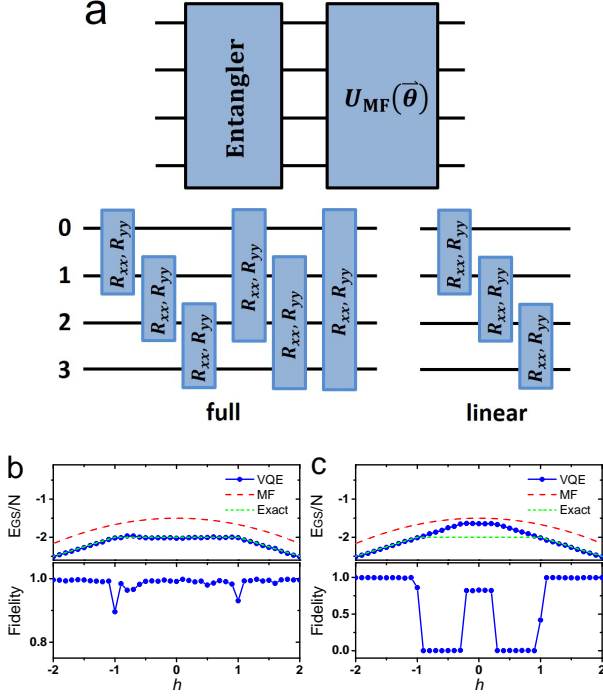 a
Entangler
U_MF(θ⃗)
0
1
2
3
R_xx, R_yy
R_xx, R_yy
R_xx, R_yy
R_xx, R_yy
R_xx, R_yy
R_xx, R_yy
R_xx, R_yy
R_xx, R_yy
R_xx, R_yy
full
linear
b
E_GS/N
-1
-2
VQE
MF
Exact
Fidelity
1.0
0.8
-2 -1 0 1 2
h
c
E_GS/N
-1
-2
VQE
MF
Exact
Fidelity
1.0
0.5
0.0
-2 -1 0 1 2
h